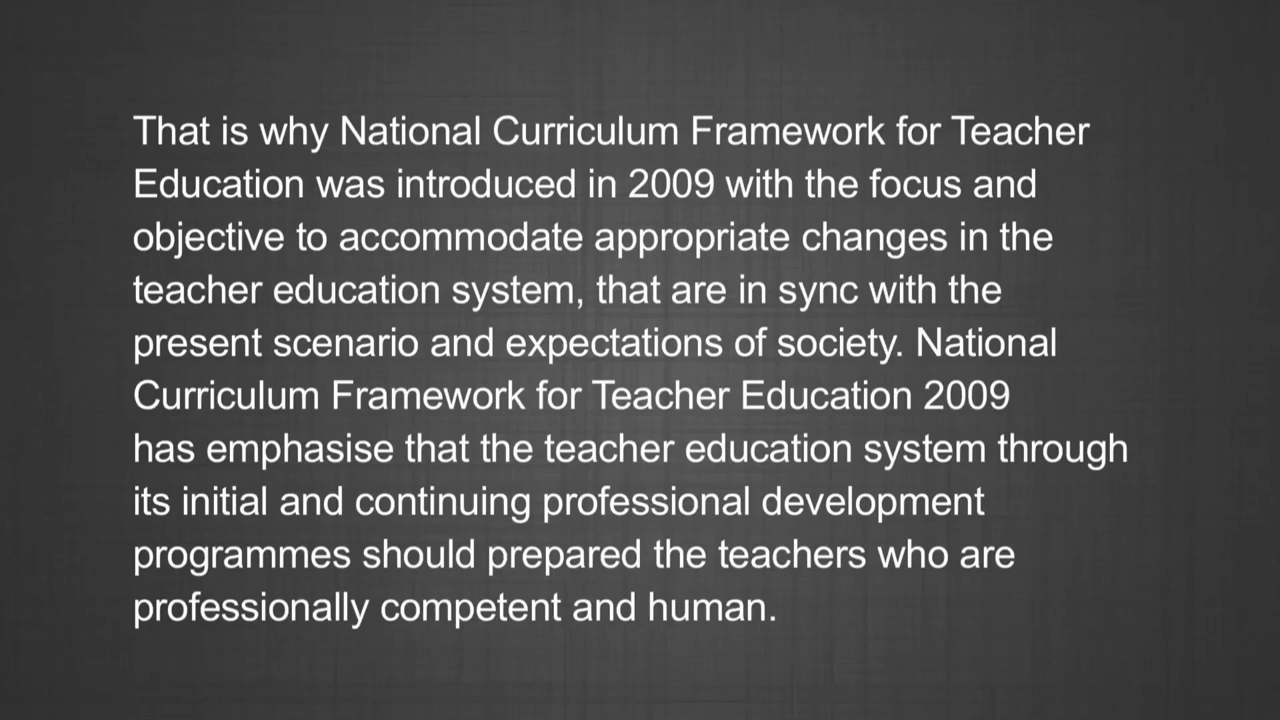 That is why National Curriculum Framework for Teacher
Education was introduced in 2009 with the focus and
objective to accommodate appropriate changes in the
teacher education system, that are in sync with the
present scenario and expectations of society. National
Curriculum Framework for Teacher Education 2009
has emphasise that the teacher education system through
its initial and continuing professional development
programmes should prepared the teachers who are
professionally competent and human.